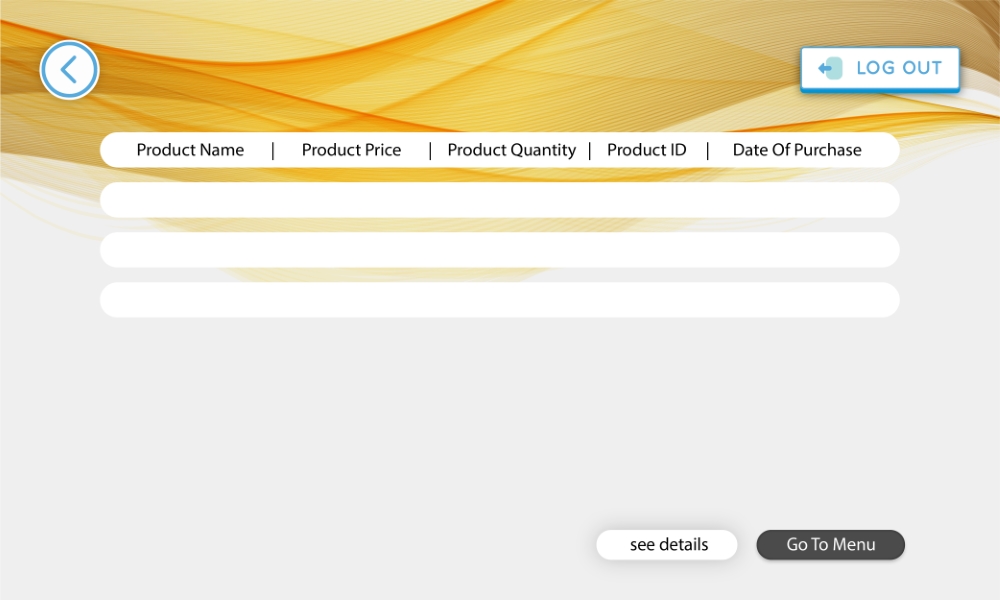 LOG OUT
Product Name | Product Price | Product Quantity | Product ID | Date Of Purchase
see details
Go To Menu